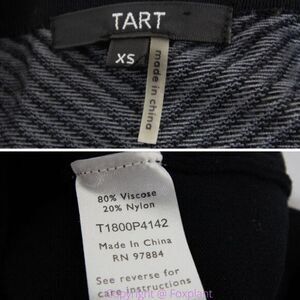 TART
XS
made in china
80% Viscose
20% Nylon
T1800P4142
Made In China
RN 97884
See reverse for
care instructions
Copyright @ Foxplant